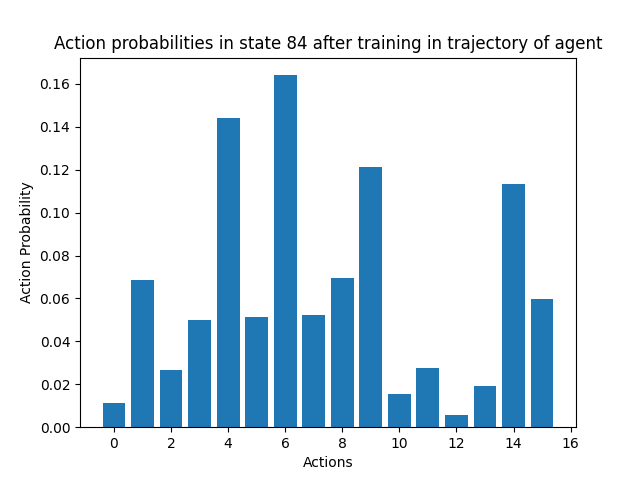 Action probabilities in state 84 after training in trajectory of agent
0.16
0.14
0.12
0.10
0.08
0.06
0.04
0.02
0.00
Action Probability
0 2 4 6 8 10 12 14 16
Actions